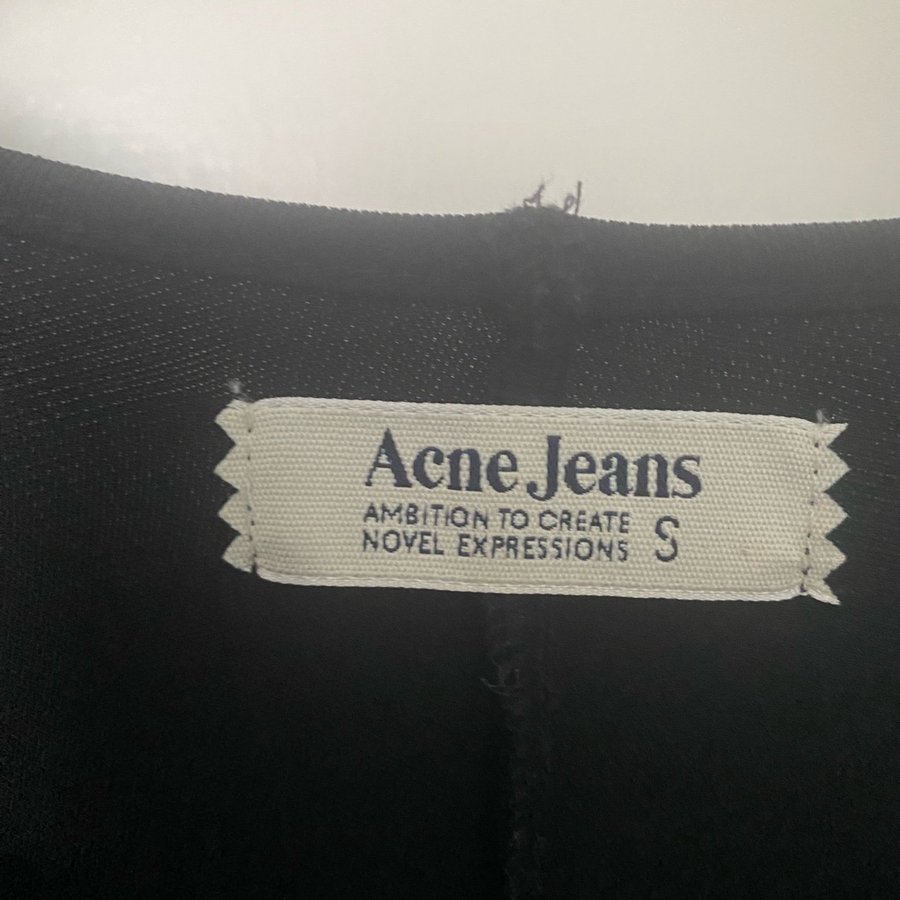 Acne Jeans
AMBITION TO CREATE
NOVEL EXPRESSIONS S